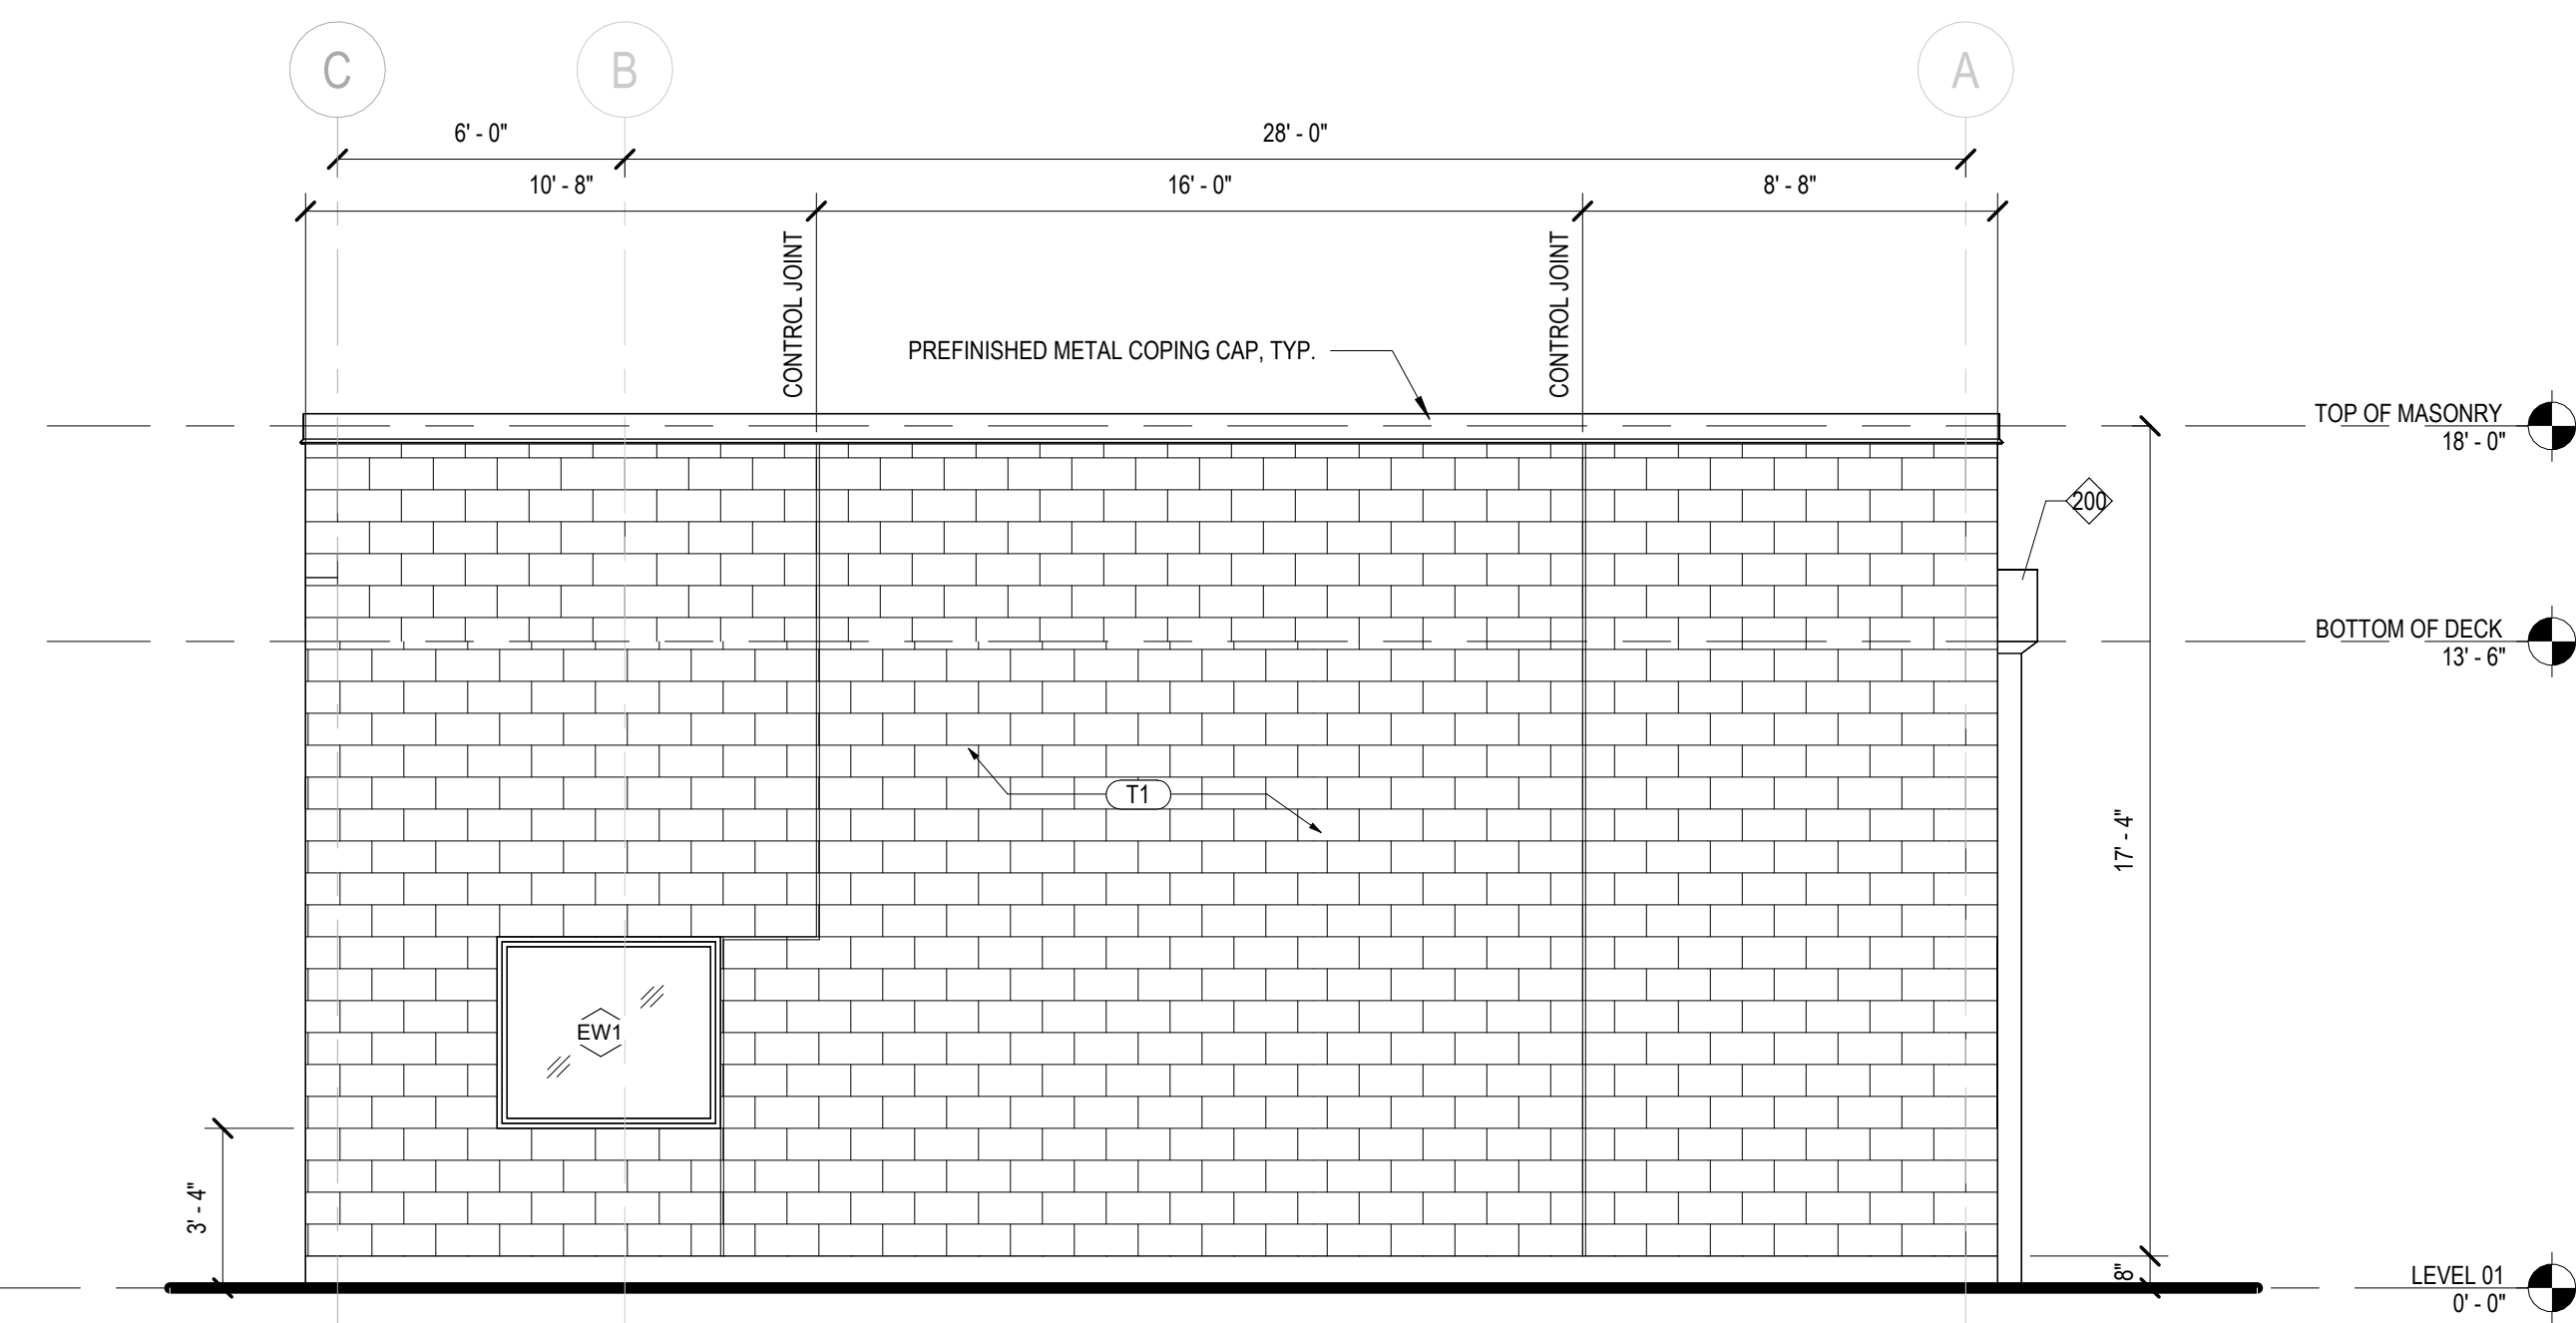 C
B
A
6' - 0"
28' - 0"
10' - 8"
16' - 0"
8' - 8"
CONTROL JOINT
CONTROL JOINT
PREFINISHED METAL COPING CAP, TYP.
TOP OF MASONRY
18' - 0"
200
BOTTOM OF DECK
13' - 6"
T1
17' - 4"
EW1
3' - 4"
8"
LEVEL 01
0' - 0"